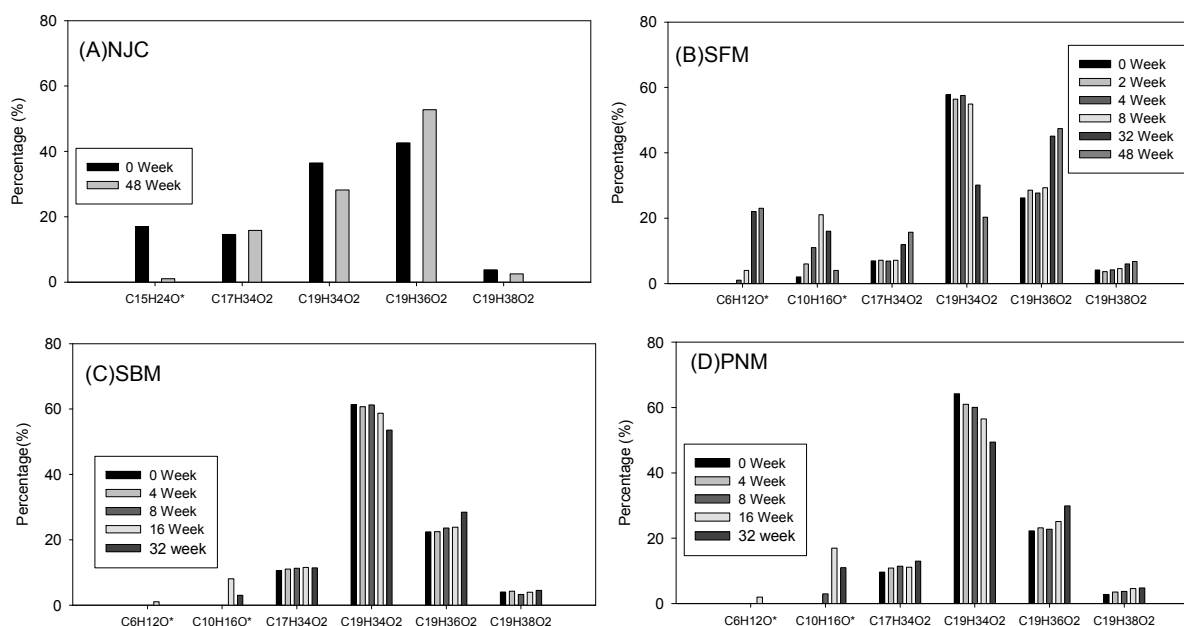 (A)NJC
Percentage (%)
80
60
40
20
0
0 Week
48 Week
C15H24O*
C17H34O2
C19H34O2
C19H36O2
C19H38O2
(B)SFM
Percentage(%)
80
60
40
20
0
0 Week
2 Week
4 Week
8 Week
32 Week
48 Week
C6H12O*
C10H16O*
C17H34O2
C19H34O2
C19H36O2
C19H38O2
(C)SBM
Percentage(%)
80
60
40
20
0
0 Week
4 Week
8 Week
16 Week
32 week
C6H12O*
C10H16O*
C17H34O2
C19H34O2
C19H36O2
C19H38O2
(D)PNM
Percentage (%)
80
60
40
20
0
0 Week
4 Week
8 Week
16 Week
32 week
C6H12O*
C10H16O*
C17H34O2
C19H34O2
C19H36O2
C19H38O2